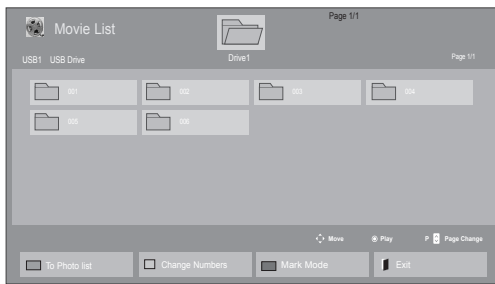 Page 1/1
Movie List
Drive1
USB1 USB Drive
Page 1/1
001 002 003 004
005 006
Move Play P Page Change
To Photo list Change Numbers Mark Mode Exit